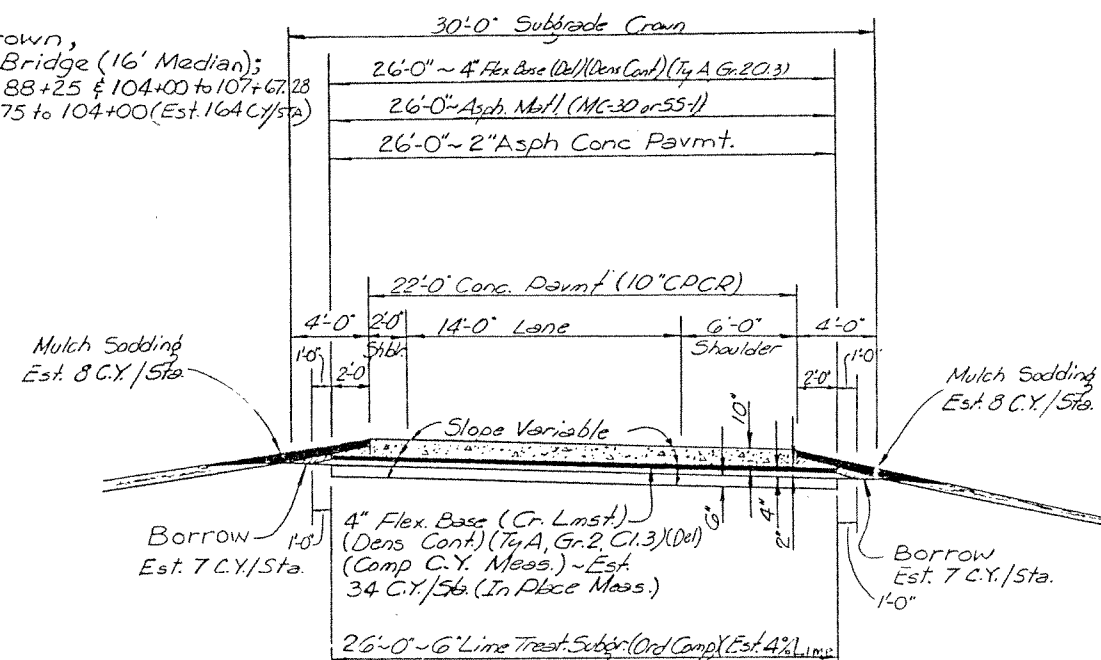 30'-0" Subgrade Crown
rown,
Bridge (16' Median);
88+25 & 104+00 to 107+67.28
75 to 104+00 (Est. 164 CY/STA)
26'-0" ~ 4" Flex Base (Del)(Dens Cont)(Ty A Gr.2 Cl.3)
26'-0" ~ Asph. Mat'l. (MC-30 or SS-1)
26'-0" ~ 2" Asph Conc Pavmt.
22'-0" Conc. Pavm't (10" CPCR)
4'-0" 2'-0" 14'-0" Lane 6'-0" 4'-0"
Shldr. Shoulder
Mulch Sodding
Est. 8 C.Y./Sta.
1'-0" 2'-0 2'-0" 1'-0"
Mulch Sodding
Est. 8 C.Y./Sta.
Slope Variable
10"
6" 4" 2"
Borrow
Est. 7 C.Y./Sta.
1'-0"
4" Flex. Base (Cr. Lmst.)
(Dens Cont.)(Ty A, Gr.2, Cl.3)(Del)
(Comp C.Y. Meas.) ~ Est.
34 C.Y./Sta. (In Place Meas.)
Borrow
Est. 7 C.Y./Sta.
1'-0"
26'-0" ~ 6" Lime Treat. Subgr. (Ord Comp)(Est. 4% Lime